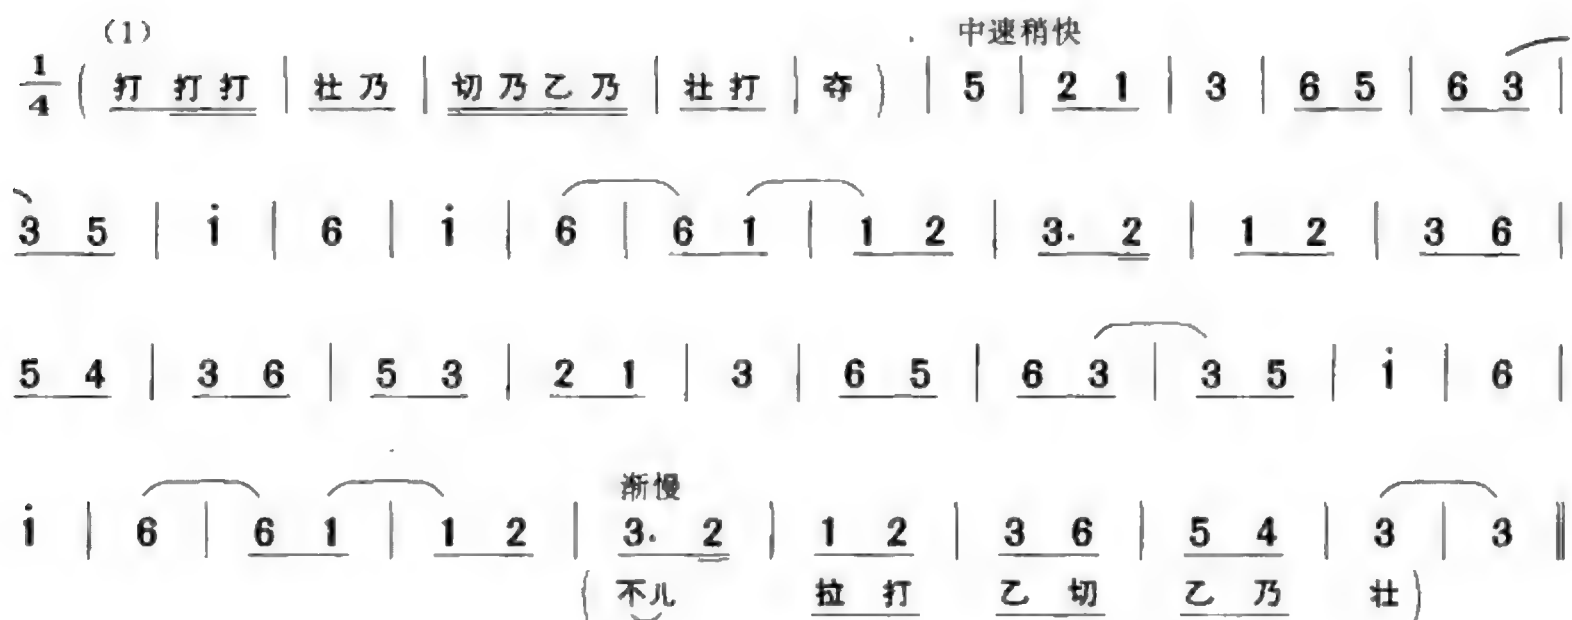 (1) 中速稍快
1/4 ( 打 打 打 | 壮 乃 | 切 乃 乙 乃 | 壮 打 | 夺 ) | 5 | 2 1 | 3 | 6 5 | 6 3 |
3 5 | i | 6 | i | 6 | 6 1 | 1 2 | 3. 2 | 1 2 | 3 6 |
5 4 | 3 6 | 5 3 | 2 1 | 3 | 6 5 | 6 3 | 3 5 | i | 6 |
渐慢
i | 6 | 6 1 | 1 2 | 3. 2 | 1 2 | 3 6 | 5 4 | 3 | 3 ‖
( 不儿 拉 打 乙 切 乙 乃 壮 )